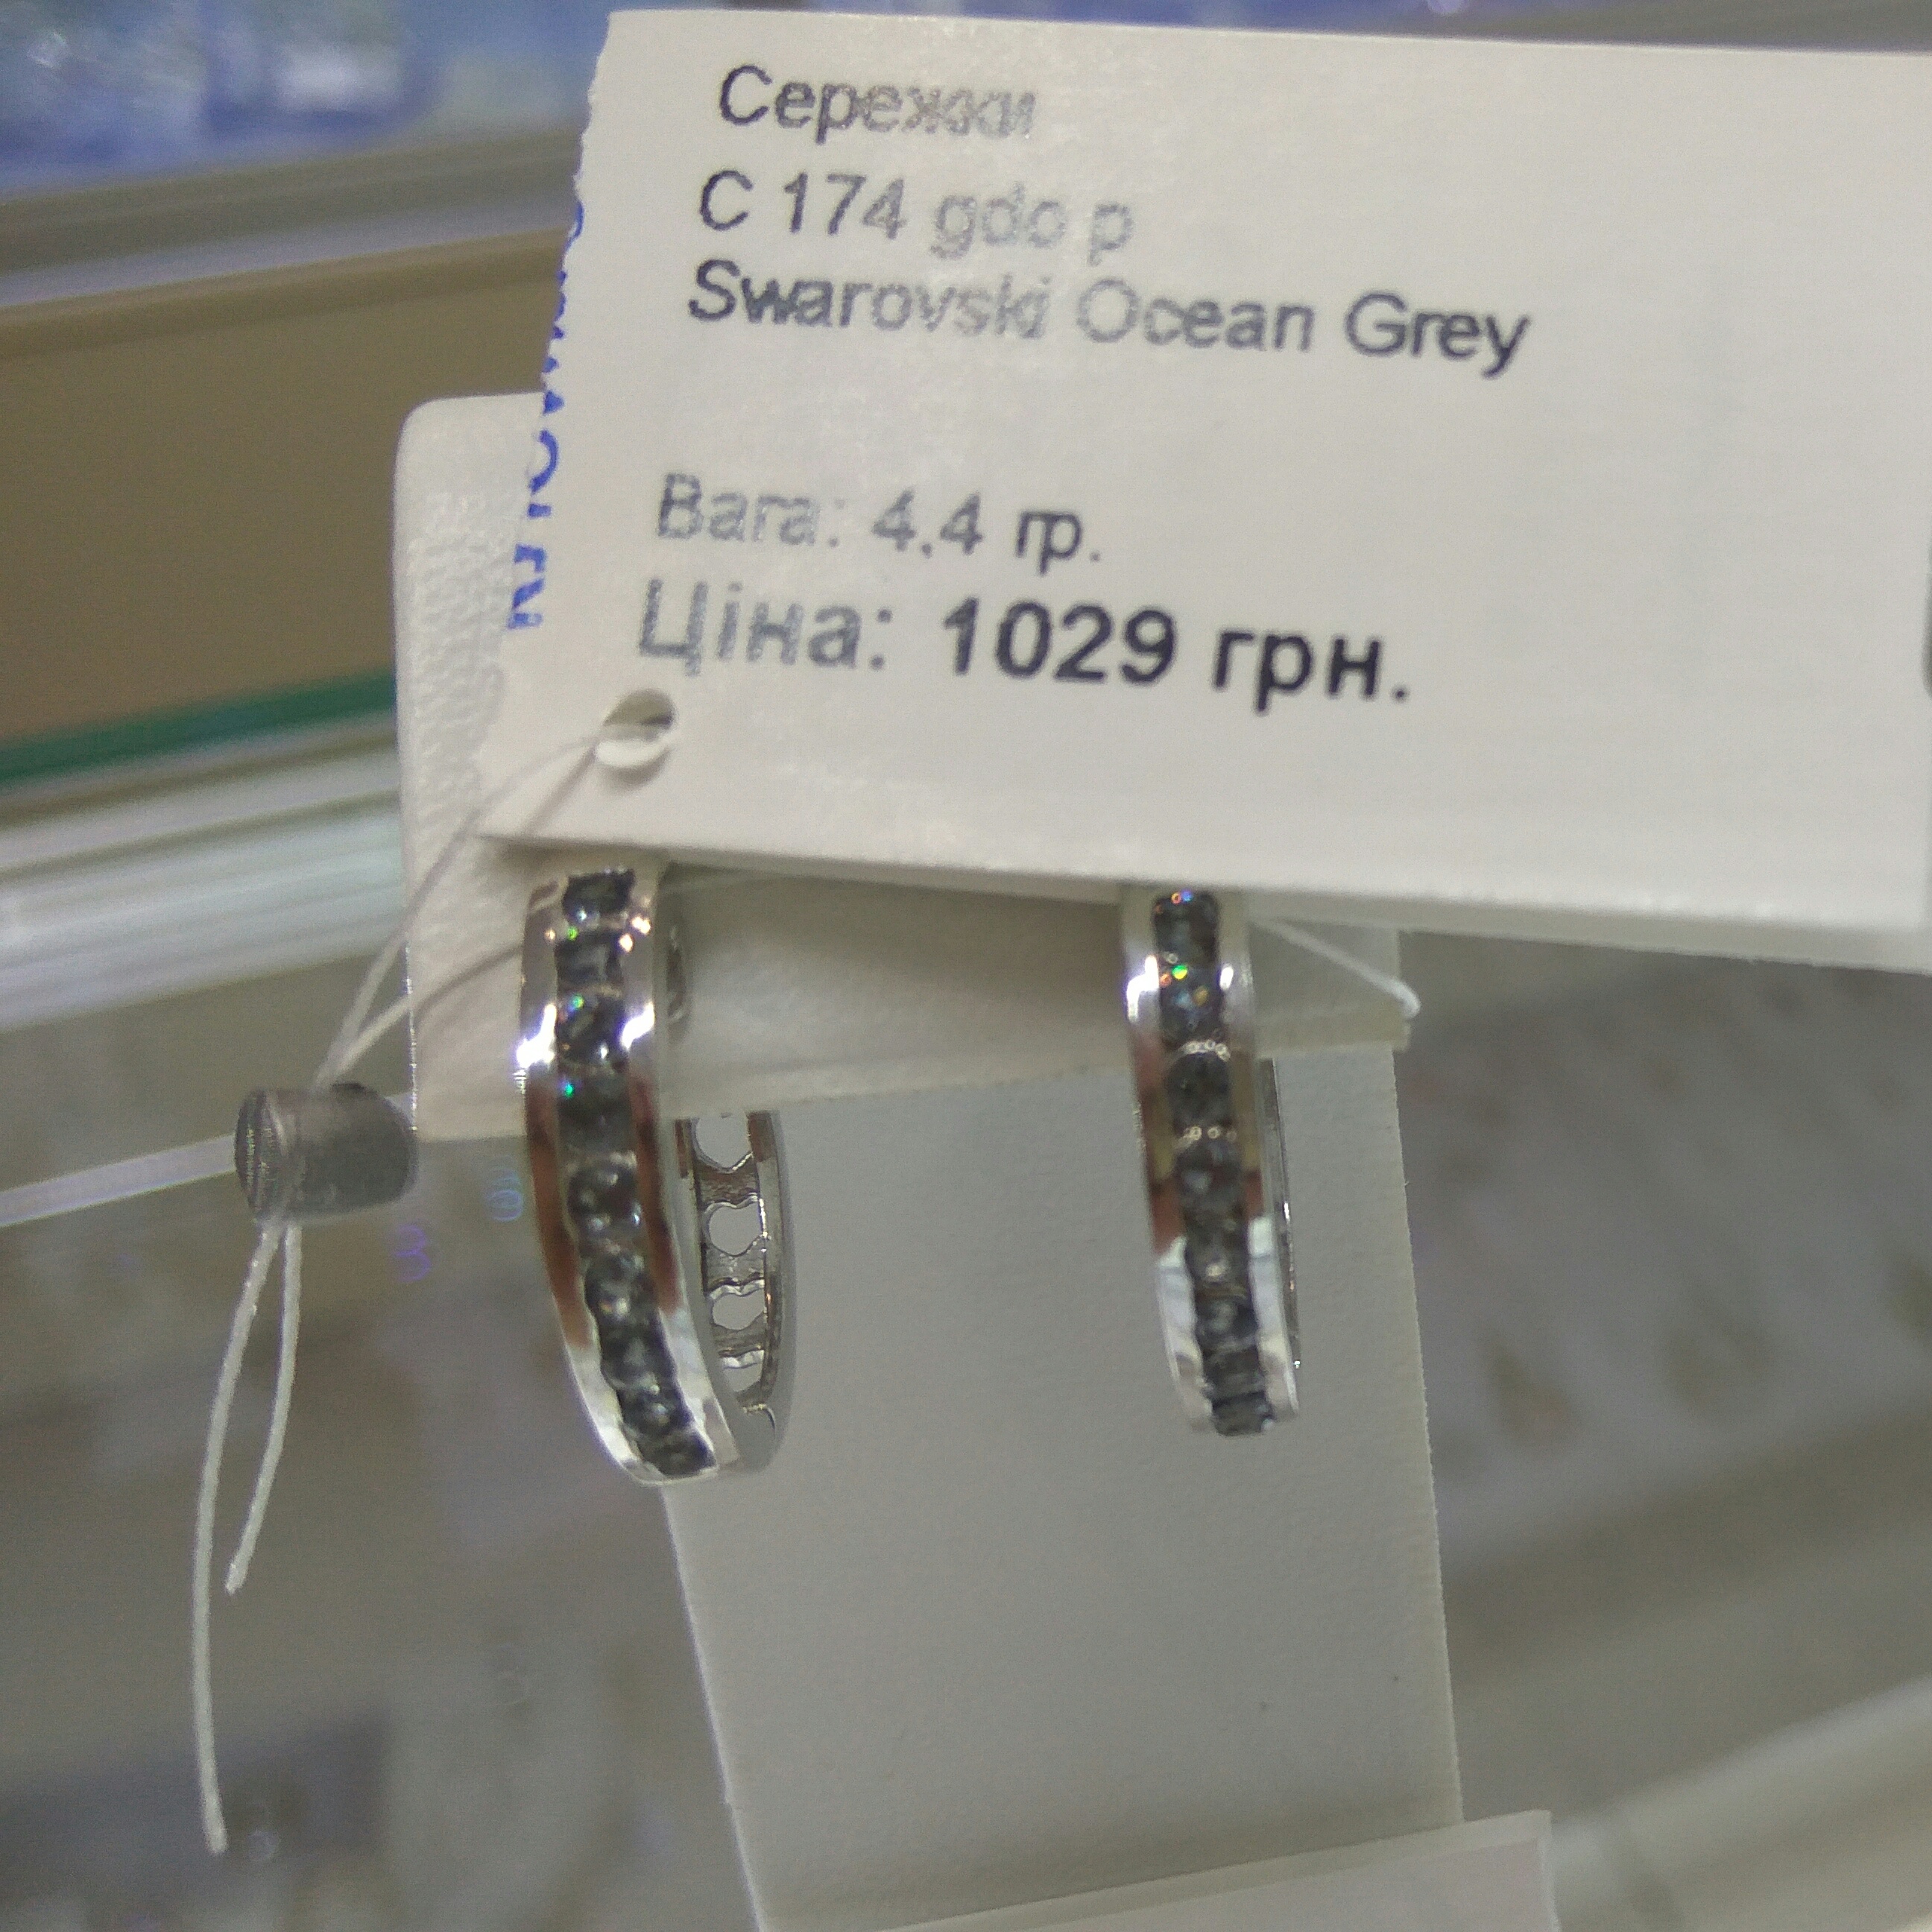 Сережки
С 174 gdo p
Swarovski Ocean Grey
Вага: 4,4 гр.
Ціна: 1029 грн.